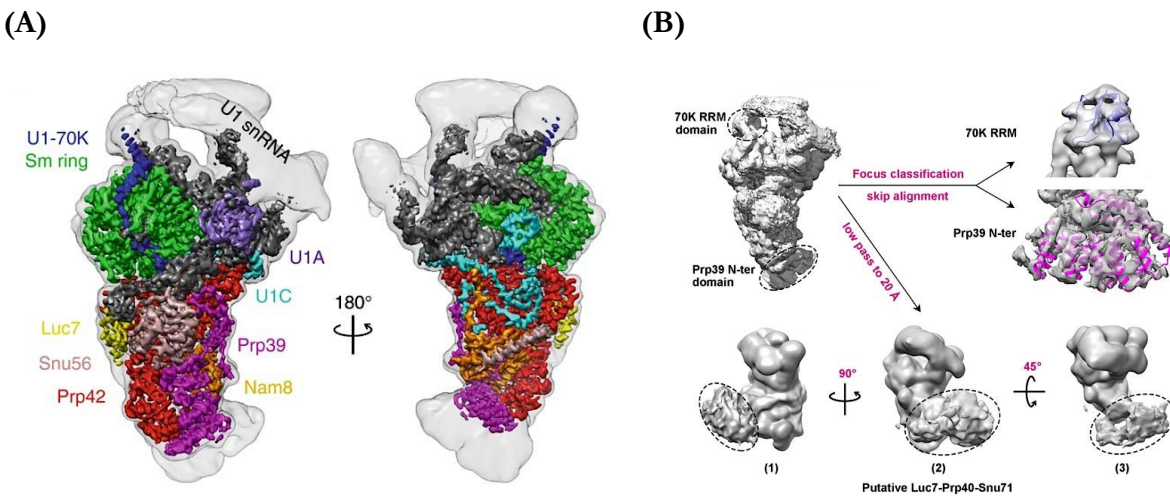 (A)
(B)
U1-70K
Sm ring
U1 snRNA
U1A
U1C
180°
Luc7
Snu56
Prp42
Prp39
Nam8
70K RRM
domain
Focus classification
skip alignment
70K RRM
Prp39 N-ter
low pass to 20 Å
Prp39 N-ter
domain
90°
45°
(1)
(2)
(3)
Putative Luc7-Prp40-Snu71